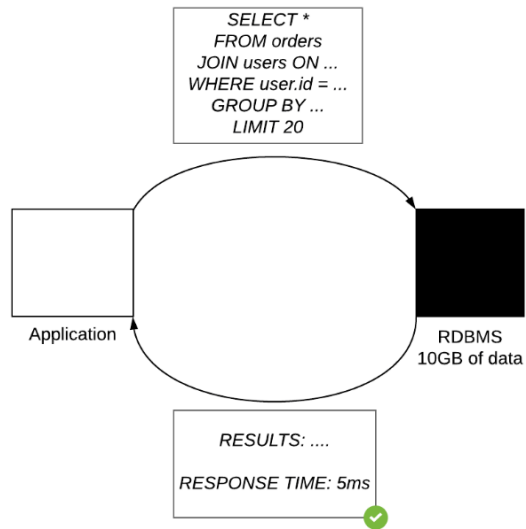 SELECT *
FROM orders
JOIN users ON ...
WHERE user.id = ...
GROUP BY ...
LIMIT 20
Application
RDBMS
10GB of data
RESULTS: ....
RESPONSE TIME: 5ms